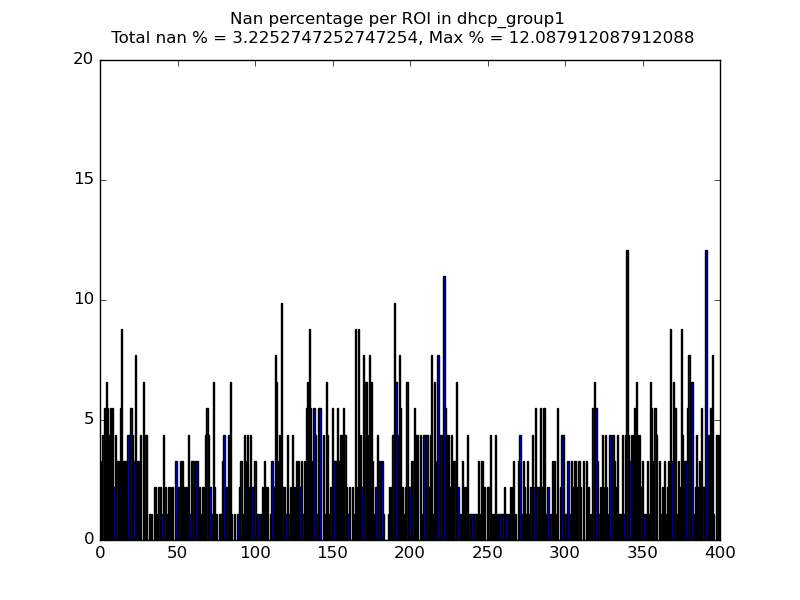 Nan percentage per ROI in dhcp_group1
Total nan % = 3.2252747252747254, Max % = 12.087912087912088
20
15
10
5
0
0 50 100 150 200 250 300 350 400